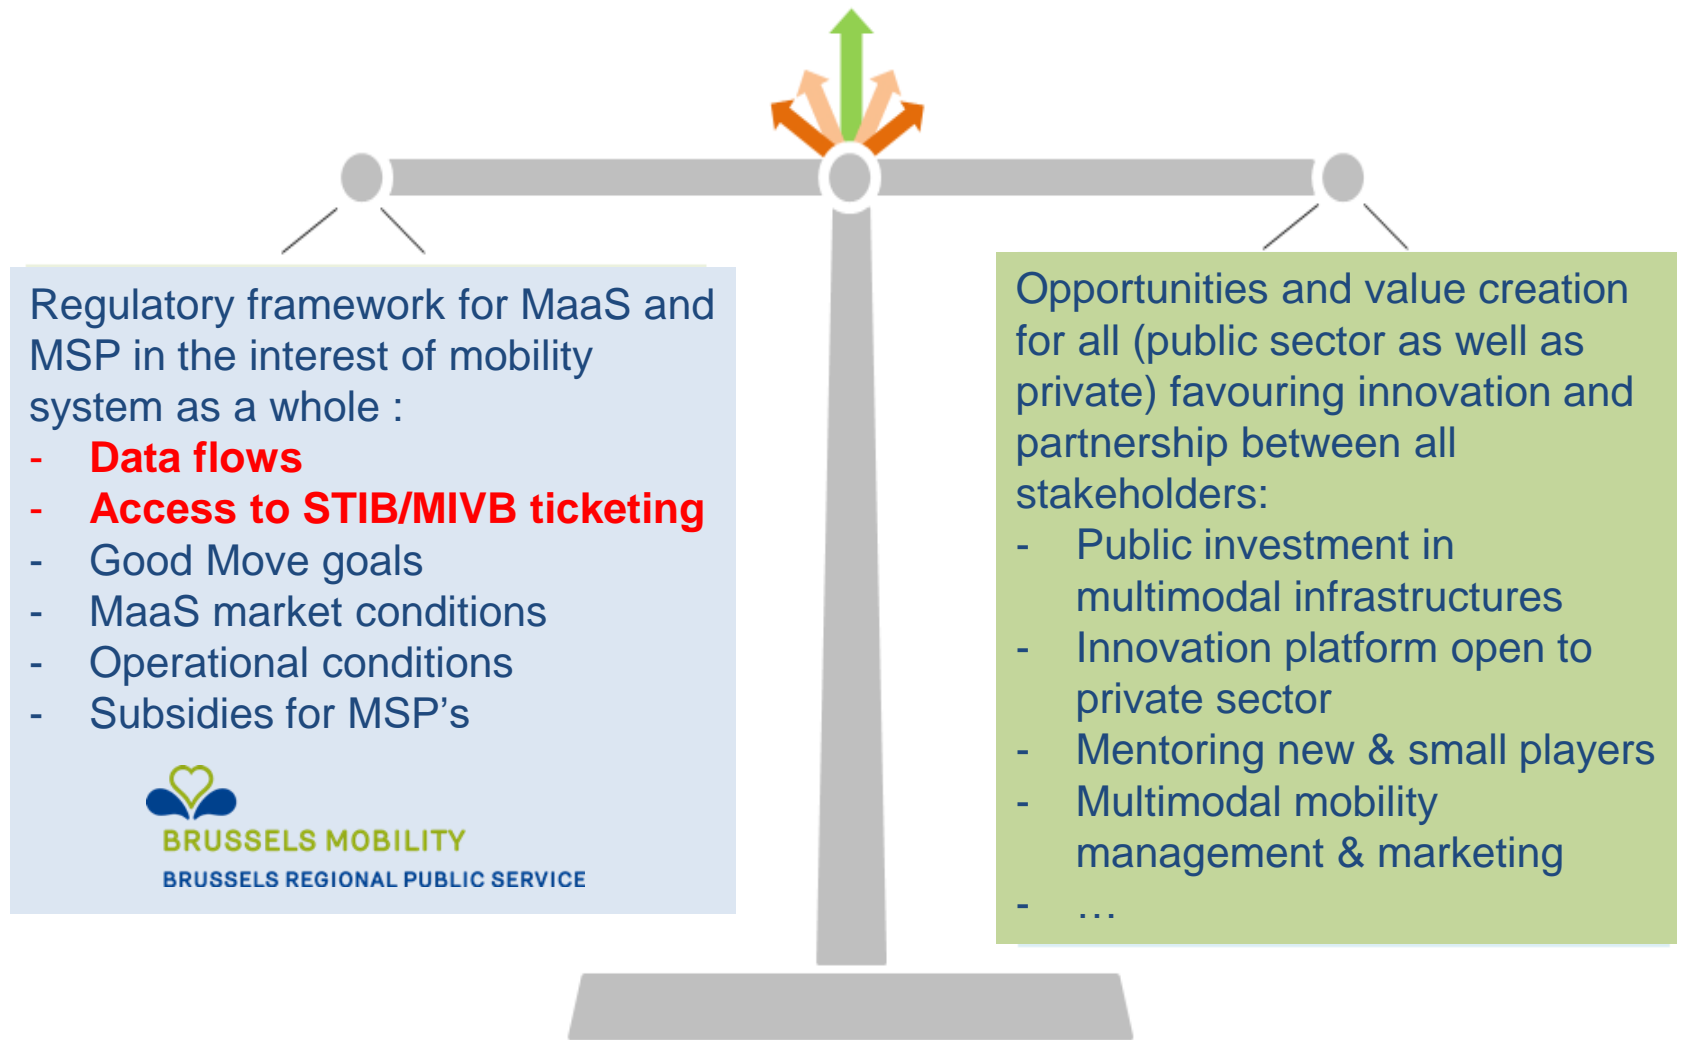 Regulatory framework for MaaS and
MSP in the interest of mobility
system as a whole :
- Data flows
- Access to STIB/MIVB ticketing
- Good Move goals
- MaaS market conditions
- Operational conditions
- Subsidies for MSP’s
BRUSSELS MOBILITY
BRUSSELS REGIONAL PUBLIC SERVICE
Opportunities and value creation
for all (public sector as well as
private) favouring innovation and
partnership between all
stakeholders:
- Public investment in
multimodal infrastructures
- Innovation platform open to
private sector
- Mentoring new & small players
- Multimodal mobility
management & marketing
- …